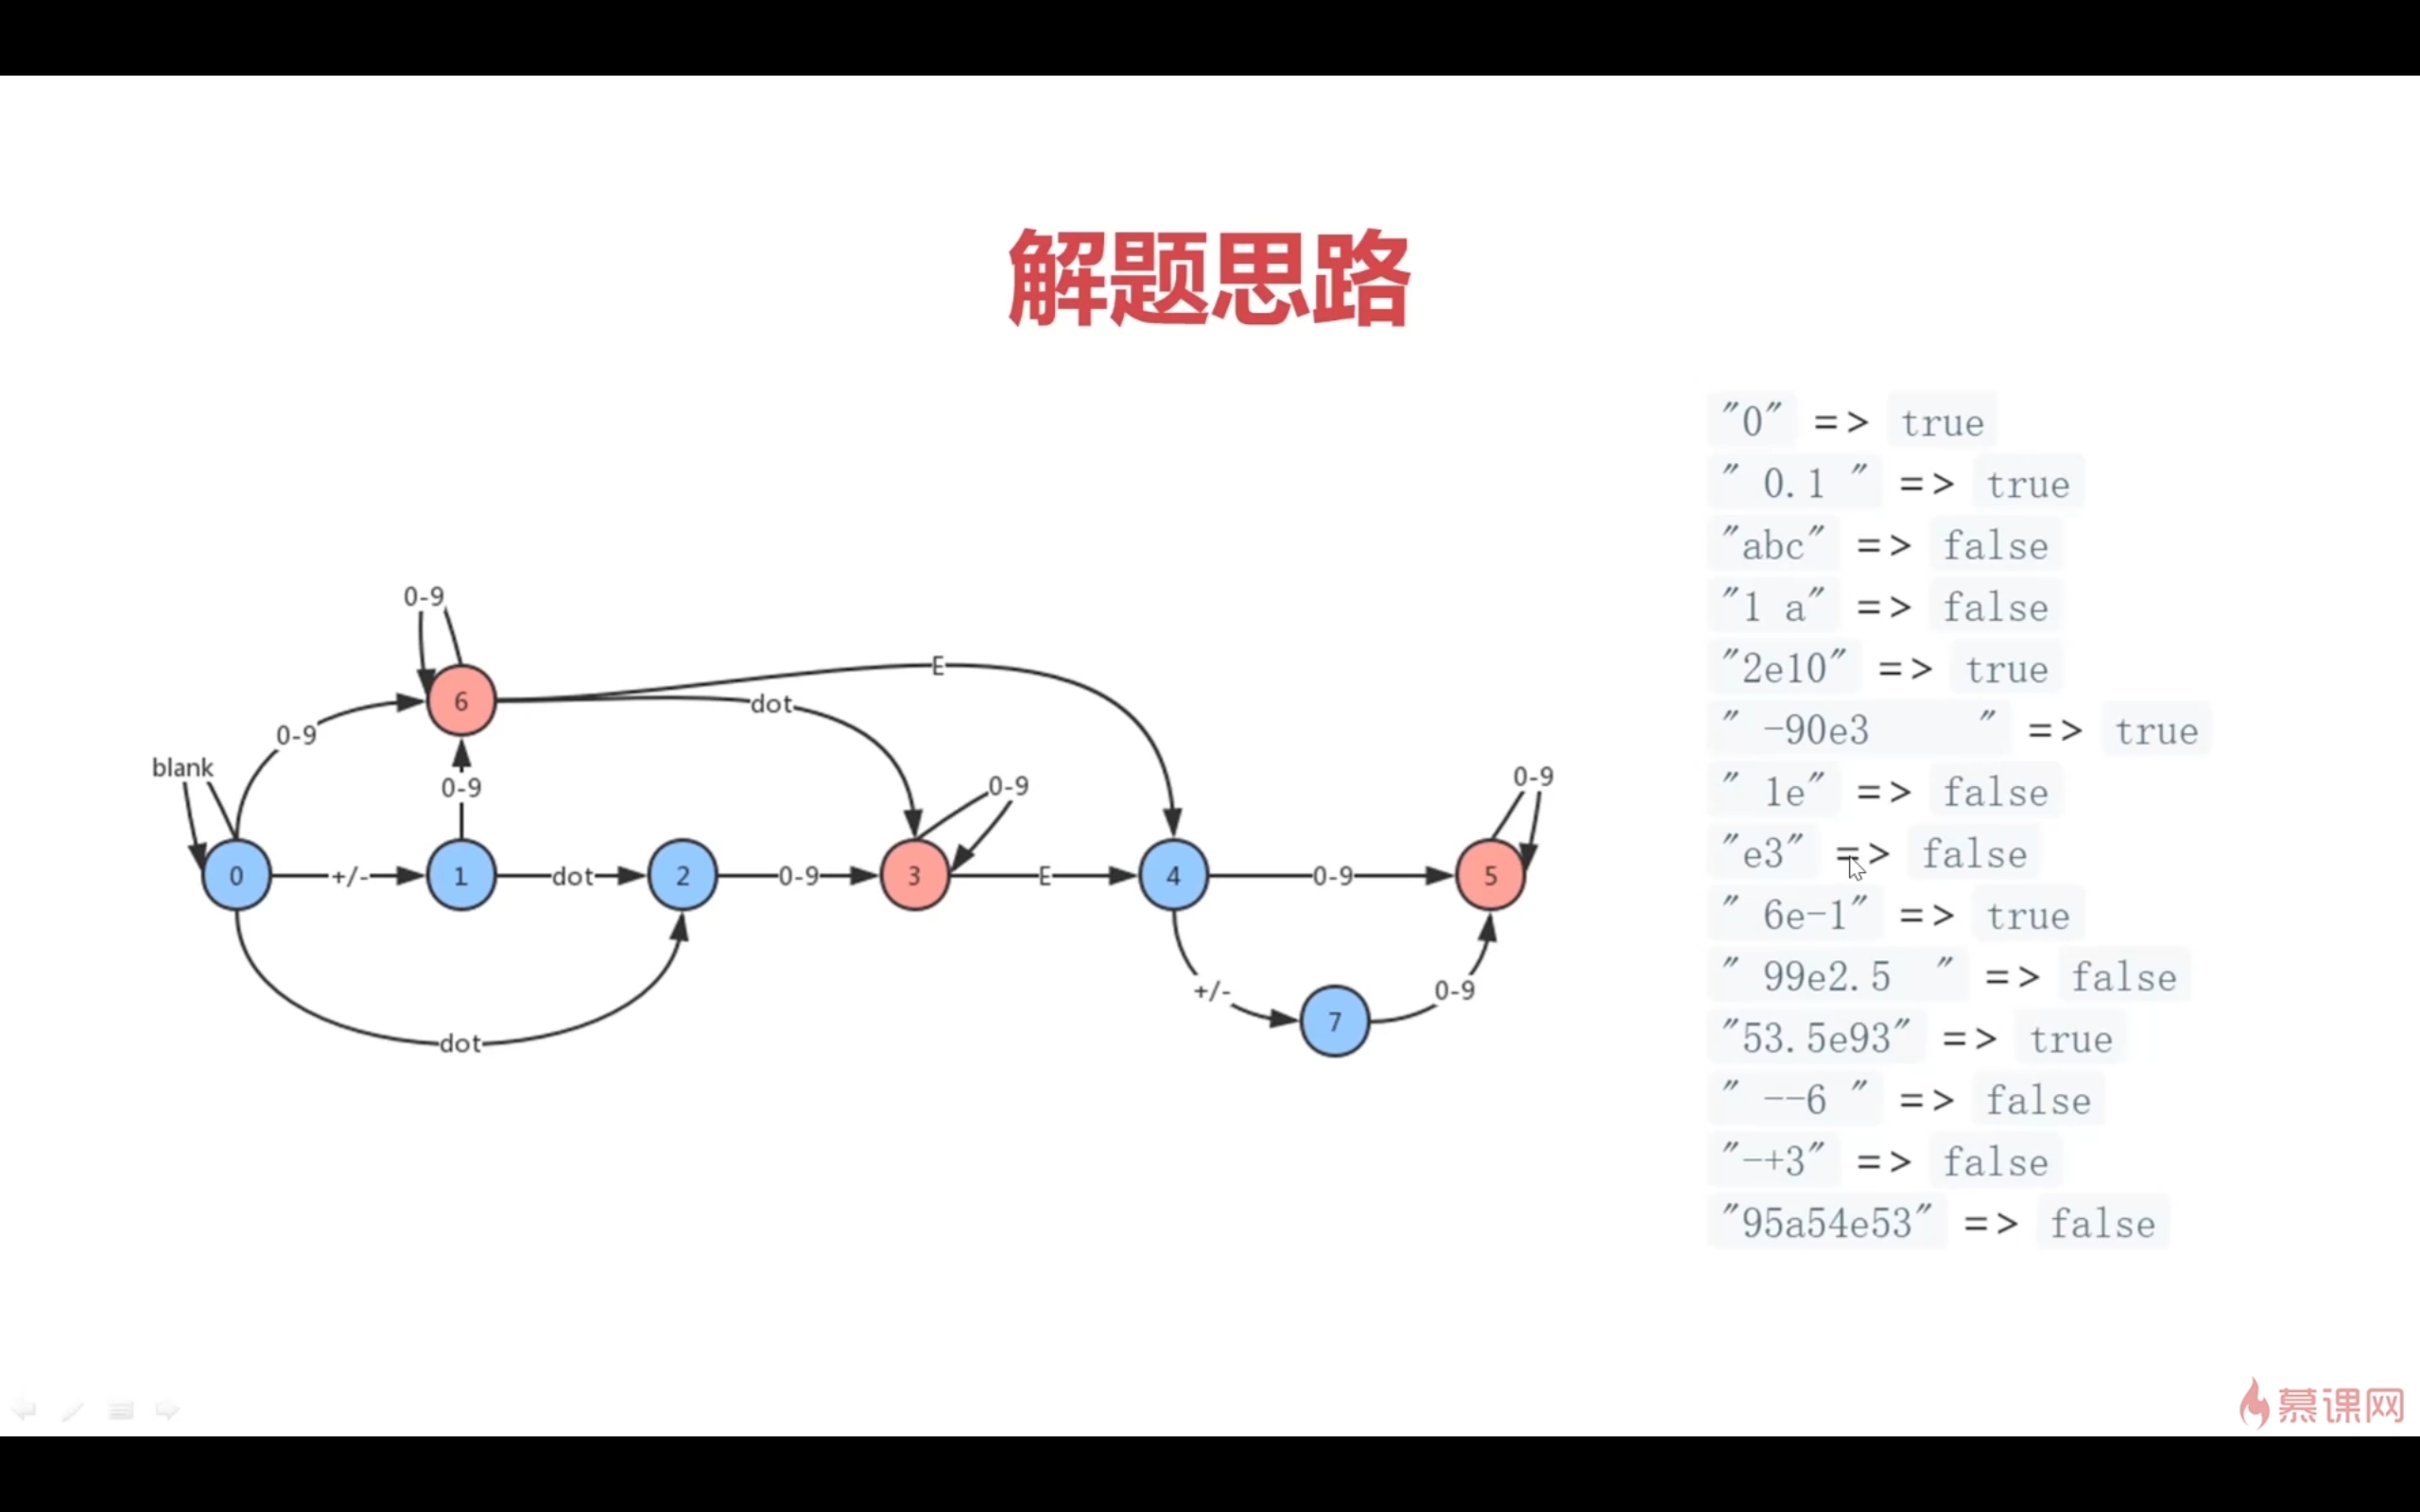 解题思路
"0" => true
" 0.1 " => true
"abc" => false
"1 a" => false
"2e10" => true
" -90e3     " => true
" 1e" => false
"e3" => false
" 6e-1" => true
" 99e2.5  " => false
"53.5e93" => true
" --6 " => false
"-+3" => false
"95a54e53" => false
0-9
E
6
dot
0-9
blank
0-9
0-9
0-9
0
+/-
1
dot
2
0-9
3
E
4
0-9
5
+/-
7
0-9
dot
慕课网